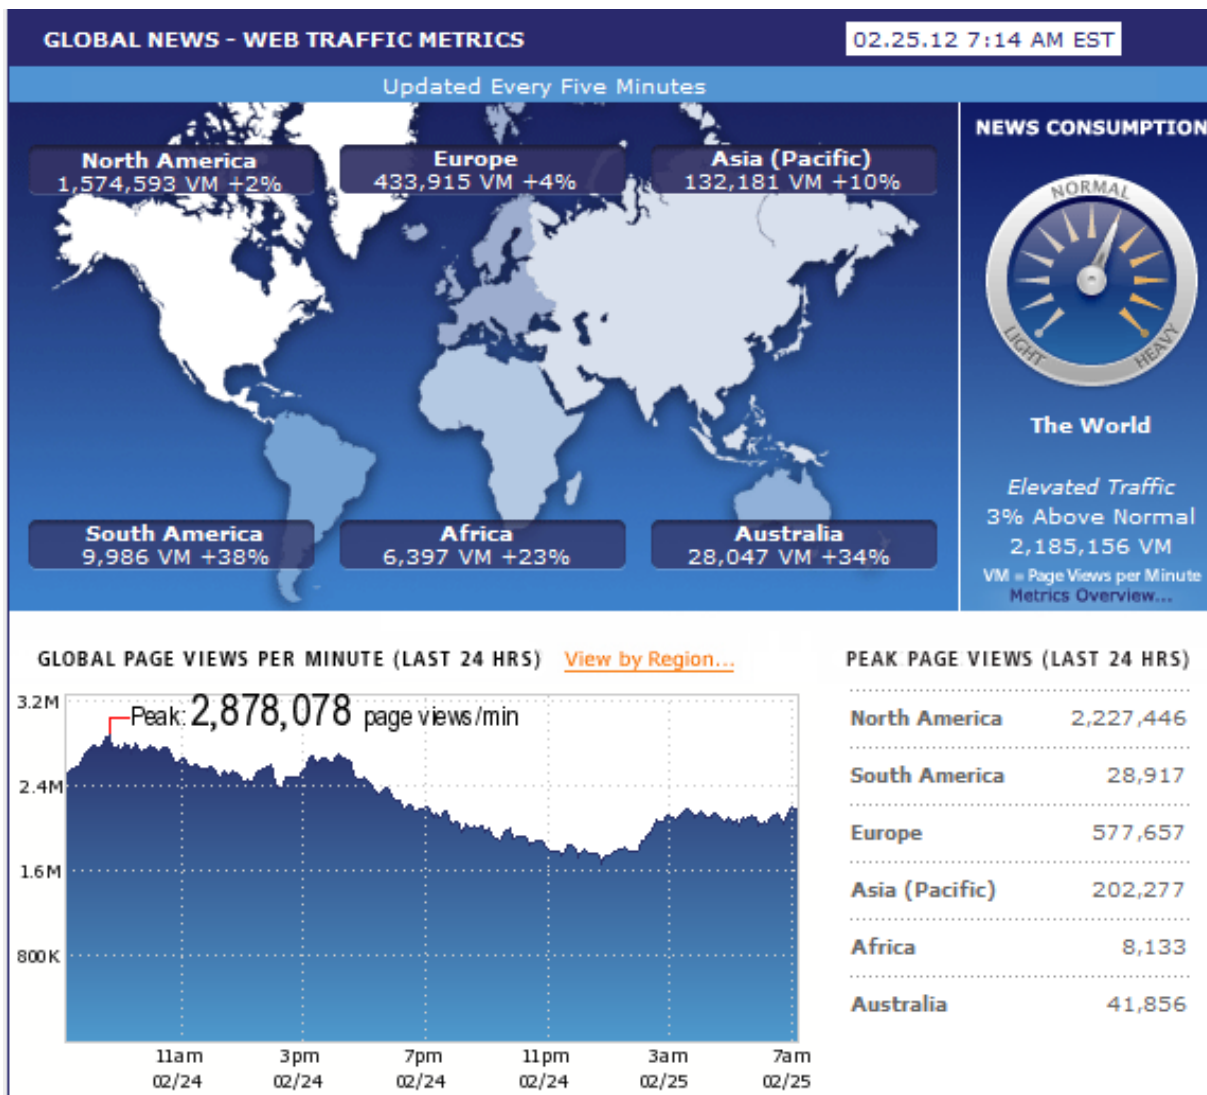 GLOBAL NEWS - WEB TRAFFIC METRICS
02.25.12 7:14 AM EST
Updated Every Five Minutes
North America
1,574,593 VM +2%
Europe
433,915 VM +4%
Asia (Pacific)
132,181 VM +10%
South America
9,986 VM +38%
Africa
6,397 VM +23%
Australia
28,047 VM +34%
NEWS CONSUMPTION
NORMAL
LIGHT
HEAVY
The World
Elevated Traffic
3% Above Normal
2,185,156 VM
VM = Page Views per Minute
Metrics Overview...
GLOBAL PAGE VIEWS PER MINUTE (LAST 24 HRS)
View by Region...
3.2M
2.4M
1.6M
800K
Peak: 2,878,078 page views/min
11am 3pm 7pm 11pm 3am 7am
02/24 02/24 02/24 02/24 02/25 02/25
PEAK PAGE VIEWS (LAST 24 HRS)
North America 2,227,446
South America 28,917
Europe 577,657
Asia (Pacific) 202,277
Africa 8,133
Australia 41,856